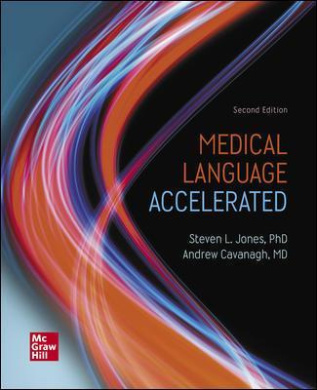 Second Edition
MEDICAL
LANGUAGE
ACCELERATED
Steven L. Jones, PhD
Andrew Cavanagh, MD
Mc
Graw
Hill